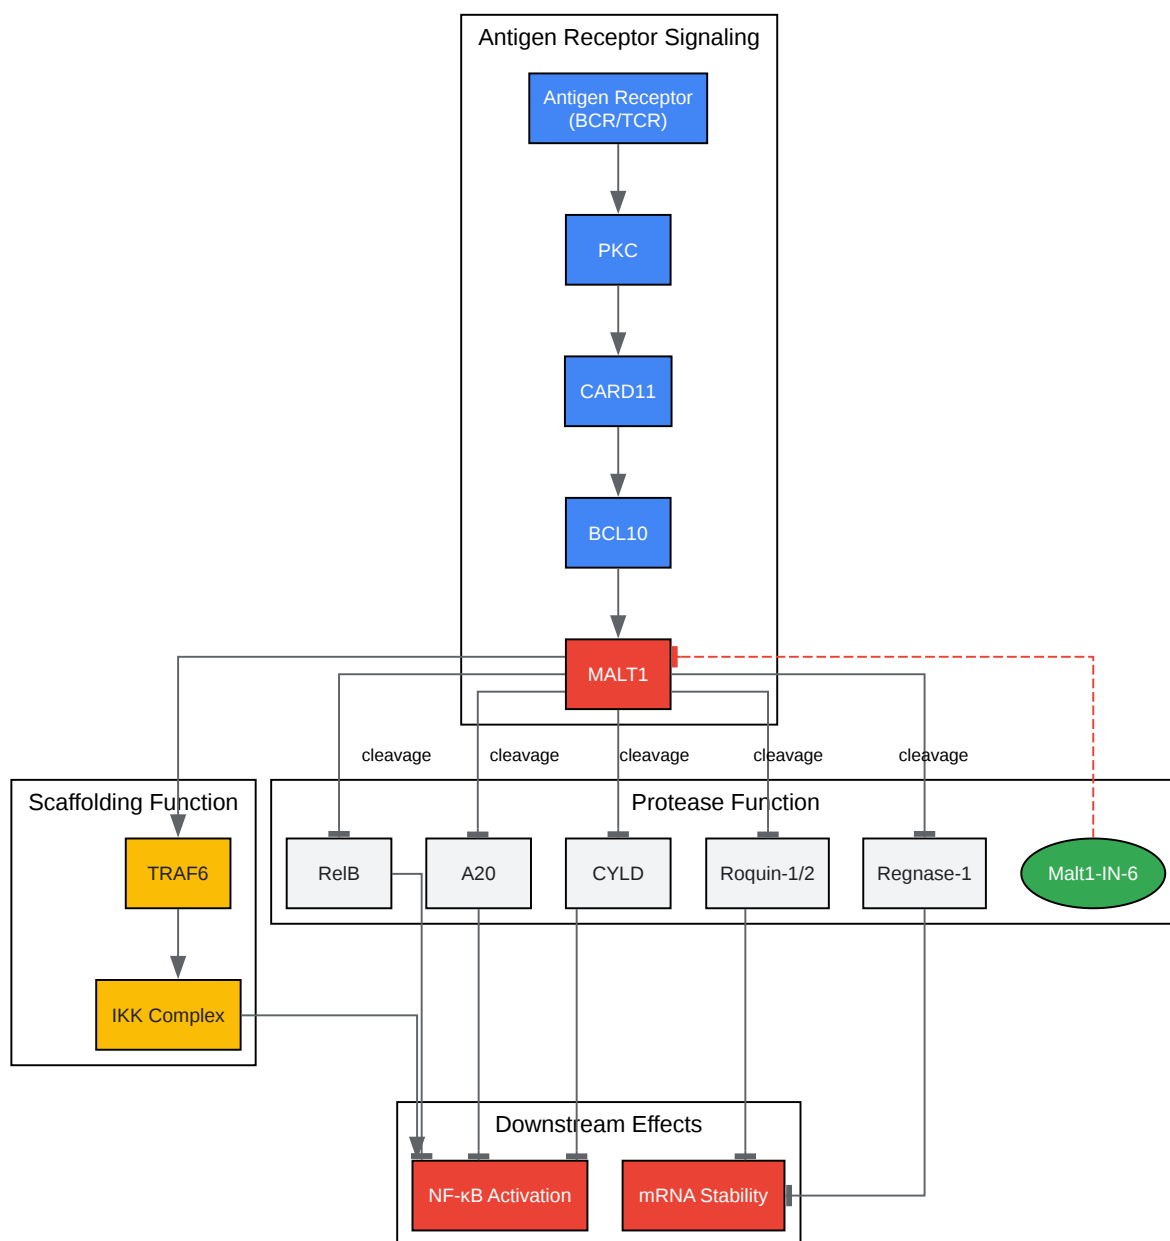 Antigen Receptor Signaling
Antigen Receptor
(BCR/TCR)
PKC
CARD11
BCL10
MALT1
cleavage
cleavage
cleavage
cleavage
cleavage
Scaffolding Function
Protease Function
TRAF6
RelB
A20
CYLD
Roquin-1/2
Regnase-1
Malt1-IN-6
IKK Complex
Downstream Effects
NF-κB Activation
mRNA Stability